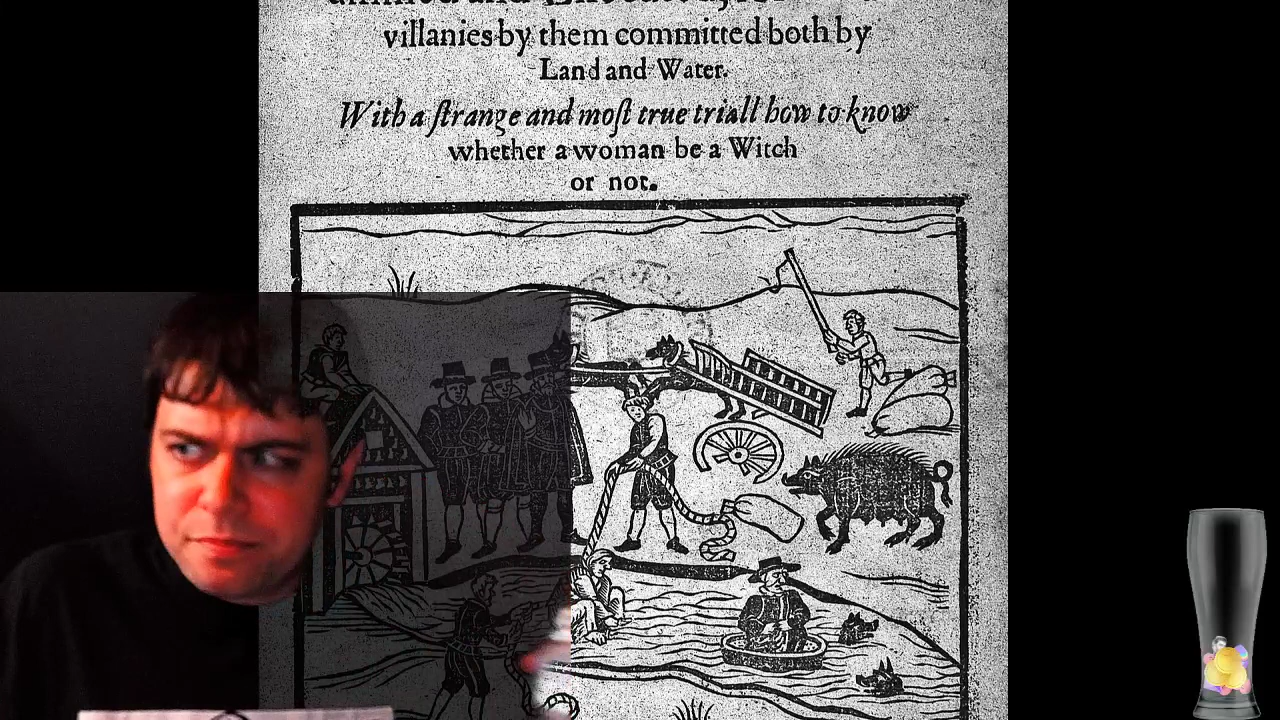 villanies by them committed both by
Land and Water.
With a ſtrange and moſt true triall how to know
whether a woman be a Witch
or not.